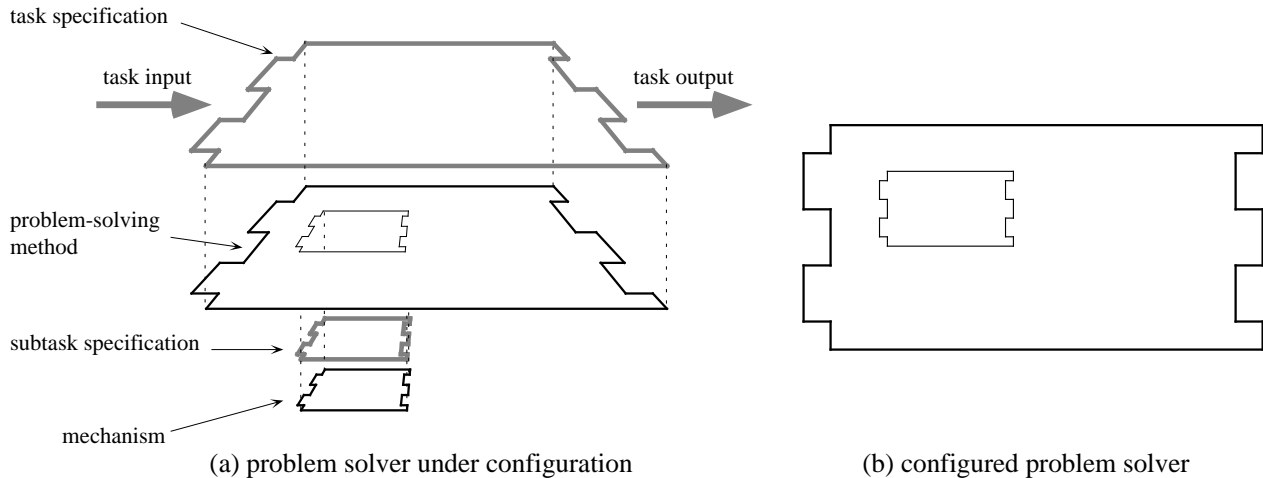 task specification
task input
task output
problem-solving
method
subtask specification
mechanism
(a) problem solver under configuration
(b) configured problem solver